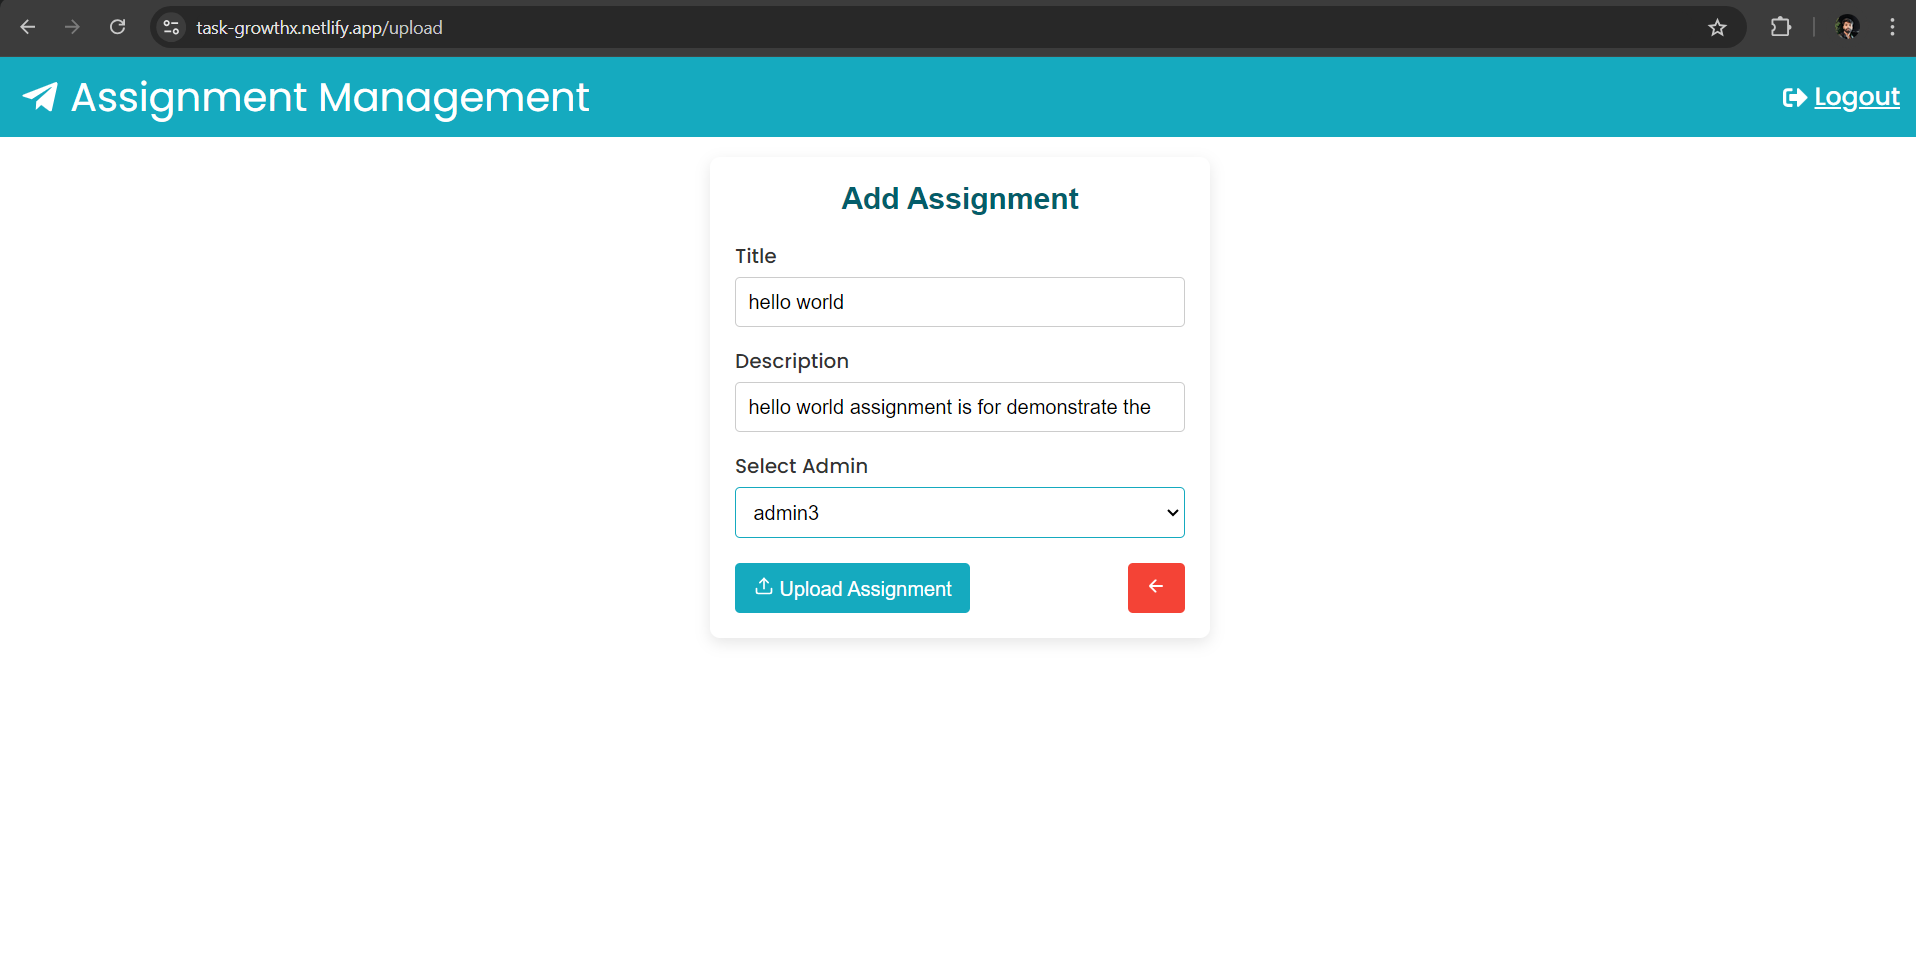 task-growthx.netlify.app/upload
Assignment Management
Logout
Add Assignment
Title
hello world
Description
hello world assignment is for demonstrate the
Select Admin
admin3
Upload Assignment